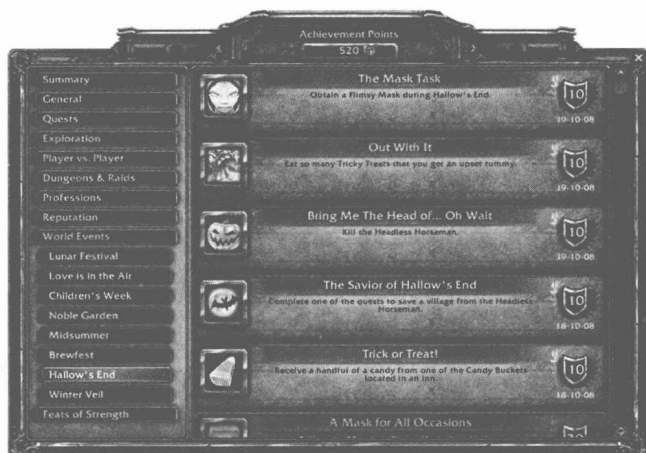 Achievement Points
520
Summary
General
Quests
Exploration
Player vs. Player
Dungeons & Raids
Professions
Reputation
World Events
Lunar Festival
Love is in the Air
Children's Week
Noble Garden
Midsummer
Brewfest
Hallow's End
Winter Veil
Feats of Strength
The Mask Task
Obtain a Flimsy Mask during Hallow's End.
10
19-10-08
Out With It
Eat so many Tricky Treats that you get an upset tummy.
10
19-10-08
Bring Me The Head of... Oh Wait
Kill the Headless Horseman.
10
19-10-08
The Savior of Hallow's End
Complete one of the quests to save a village from the Headless
Horseman.
10
18-10-08
Trick or Treat!
Receive a handful of a candy from one of the Candy Buckets
located in an inn.
10
18-10-08
A Mask for All Occasions